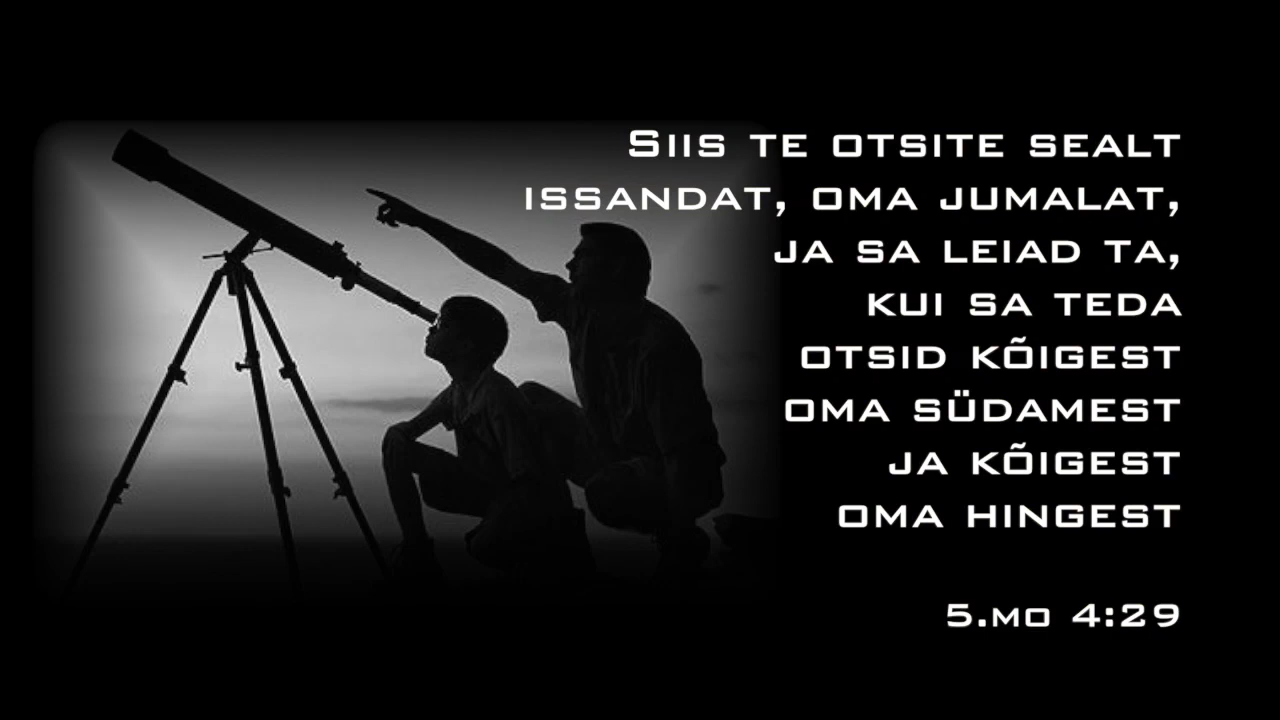 Siis te otsite sealt
issandat, oma jumalat,
ja sa leiad ta,
kui sa teda
otsid kõigest
oma südamest
ja kõigest
oma hingest
5.mo 4:29